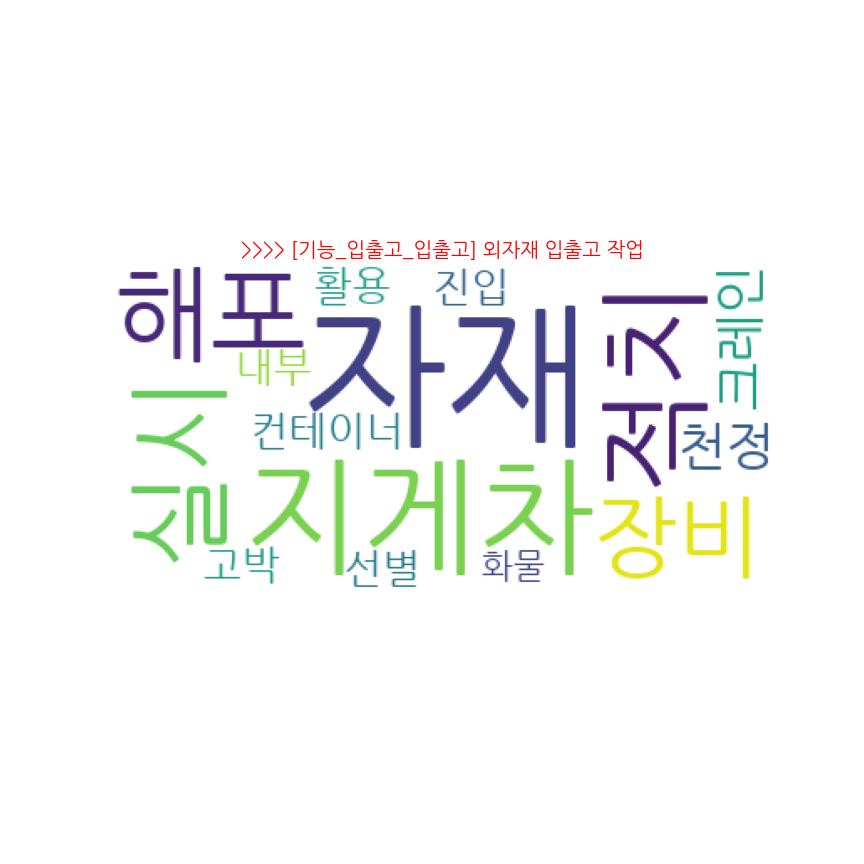 >>>> [기능_입출고_입출고] 외자재 입출고 작업
해포
활용
진입
적치
크레인
자재
내부
실시
컨테이너
천정
지게차
장비
고박
선별
화물